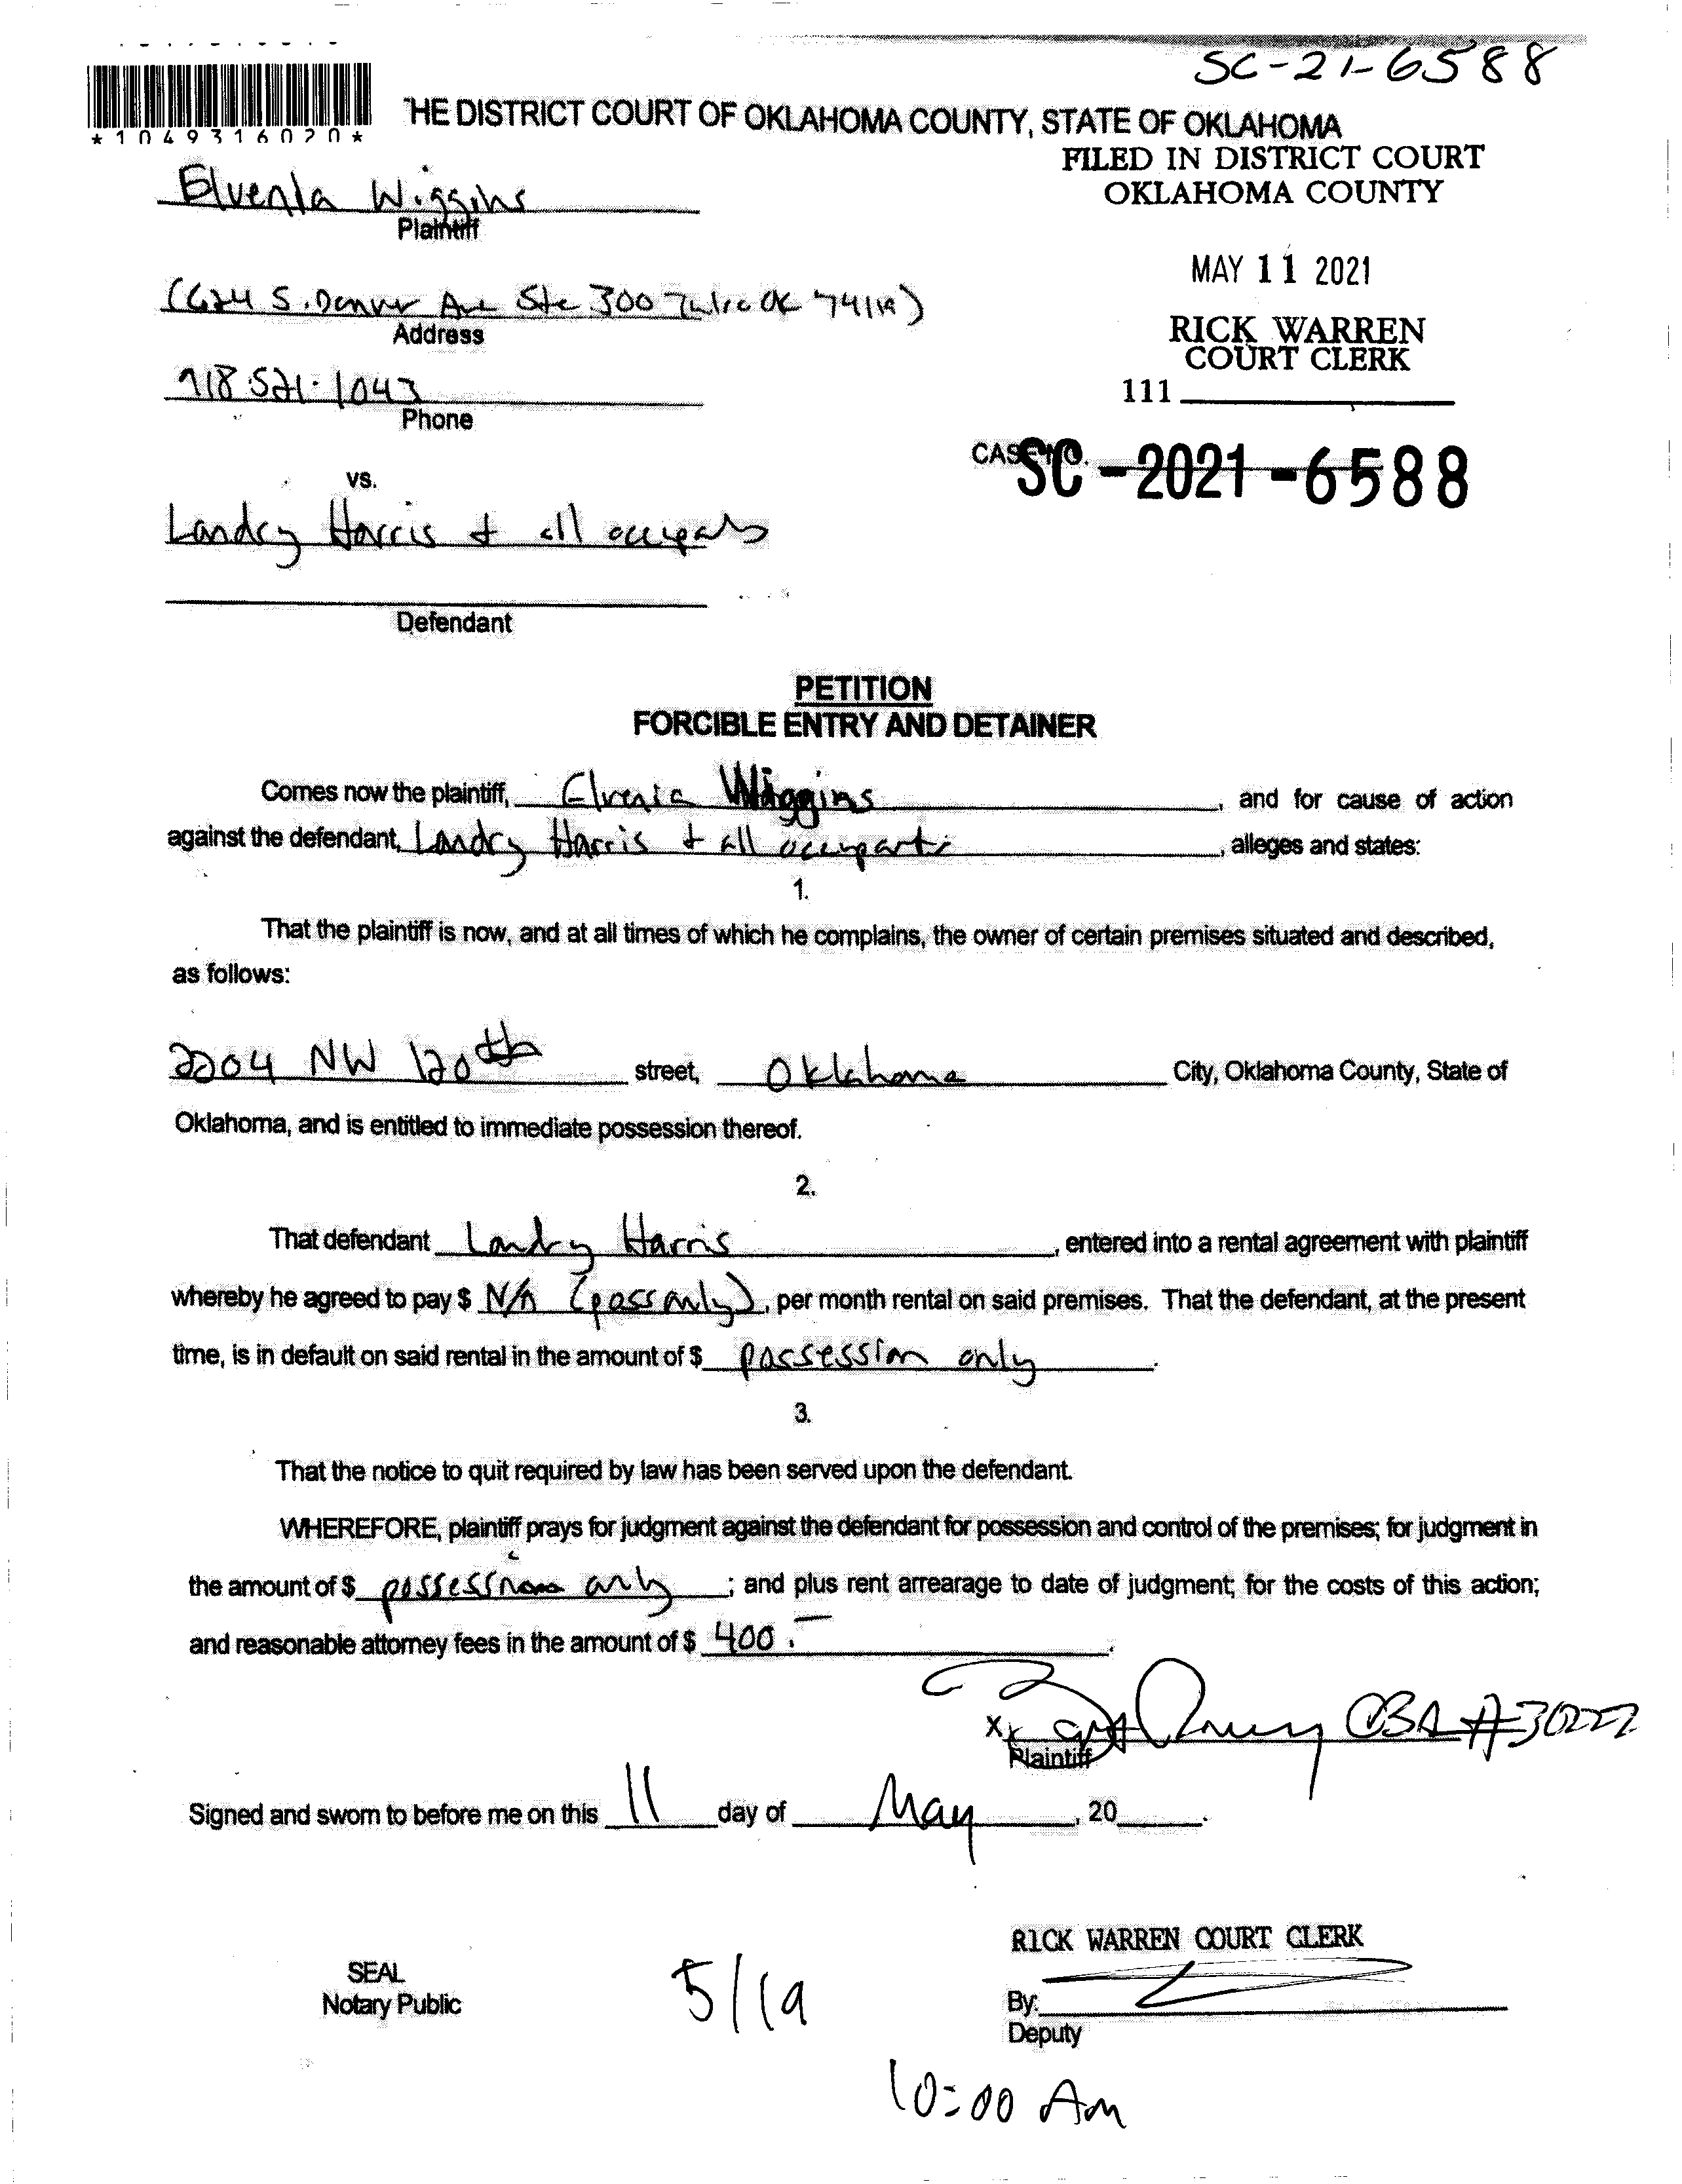 SC-21-6588
*1049316020*
HE DISTRICT COURT OF OKLAHOMA COUNTY, STATE OF OKLAHOMA
FILED IN DISTRICT COURT
OKLAHOMA COUNTY
Elvenia Wiggins
Plaintiff
MAY 11 2021
(624 S. Denver Ave Ste 300 Tulsa OK 74119)
Address
RICK WARREN
COURT CLERK
111
918 521-1043
Phone
CASE NO. SC-2021-6588
vs.
Landry Harris + all occupants
Defendant
PETITION
FORCIBLE ENTRY AND DETAINER
Comes now the plaintiff, Elvenia Wiggins, and for cause of action
against the defendant, Landry Harris + all occupants, alleges and states:
1.
That the plaintiff is now, and at all times of which he complains, the owner of certain premises situated and described,
as follows:
2204 NW 120th street, Oklahoma City, Oklahoma County, State of
Oklahoma, and is entitled to immediate possession thereof.
2.
That defendant Landry Harris, entered into a rental agreement with plaintiff
whereby he agreed to pay $ N/A (poss only), per month rental on said premises. That the defendant, at the present
time, is in default on said rental in the amount of $ possession only.
3.
That the notice to quit required by law has been served upon the defendant.
WHEREFORE, plaintiff prays for judgment against the defendant for possession and control of the premises; for judgment in
the amount of $ possession only; and plus rent arrearage to date of judgment; for the costs of this action;
and reasonable attorney fees in the amount of $ 400.-
x OBA #30222
Plaintiff
Signed and sworn to before me on this 11 day of May, 20 .
RICK WARREN COURT CLERK
SEAL
Notary Public
5/19
By:
Deputy
10:00 AM